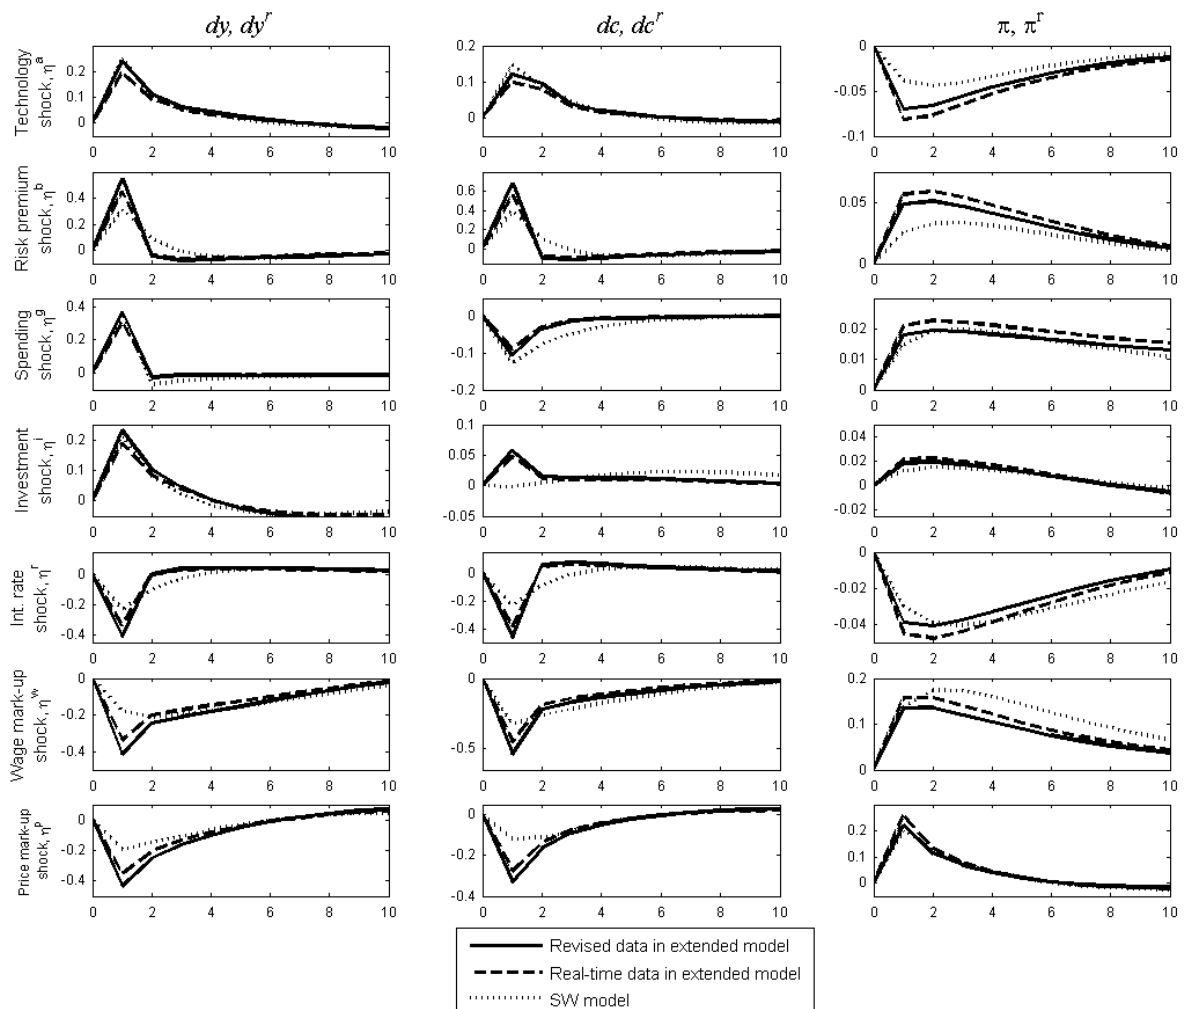 dy, dy^r
dc, dc^r
π, π^r
Technology
shock, η^a
0.2
0.1
0
0 2 4 6 8 10
0.2
0.1
0
0 2 4 6 8 10
0
-0.05
-0.1
0 2 4 6 8 10
Risk premium
shock, η^b
0.4
0.2
0
0 2 4 6 8 10
0.6
0.4
0.2
0
0 2 4 6 8 10
0.05
0
0 2 4 6 8 10
Spending
shock, η^g
0.4
0.2
0
0 2 4 6 8 10
0
-0.1
-0.2
0 2 4 6 8 10
0.02
0.01
0
0 2 4 6 8 10
Investment
shock, η^i
0.2
0.1
0
0 2 4 6 8 10
0.1
0.05
0
-0.05
0 2 4 6 8 10
0.04
0.02
0
-0.02
0 2 4 6 8 10
Int. rate
shock, η^r
0
-0.2
-0.4
0 2 4 6 8 10
0
-0.2
-0.4
0 2 4 6 8 10
0
-0.02
-0.04
0 2 4 6 8 10
Wage mark-up
shock, η^w
0
-0.2
-0.4
0 2 4 6 8 10
0
-0.5
0 2 4 6 8 10
0.2
0.1
0
0 2 4 6 8 10
Price mark-up
shock, η^p
0
-0.2
-0.4
0 2 4 6 8 10
0
-0.2
-0.4
0 2 4 6 8 10
0.2
0.1
0
0 2 4 6 8 10
Revised data in extended model
Real-time data in extended model
SW model